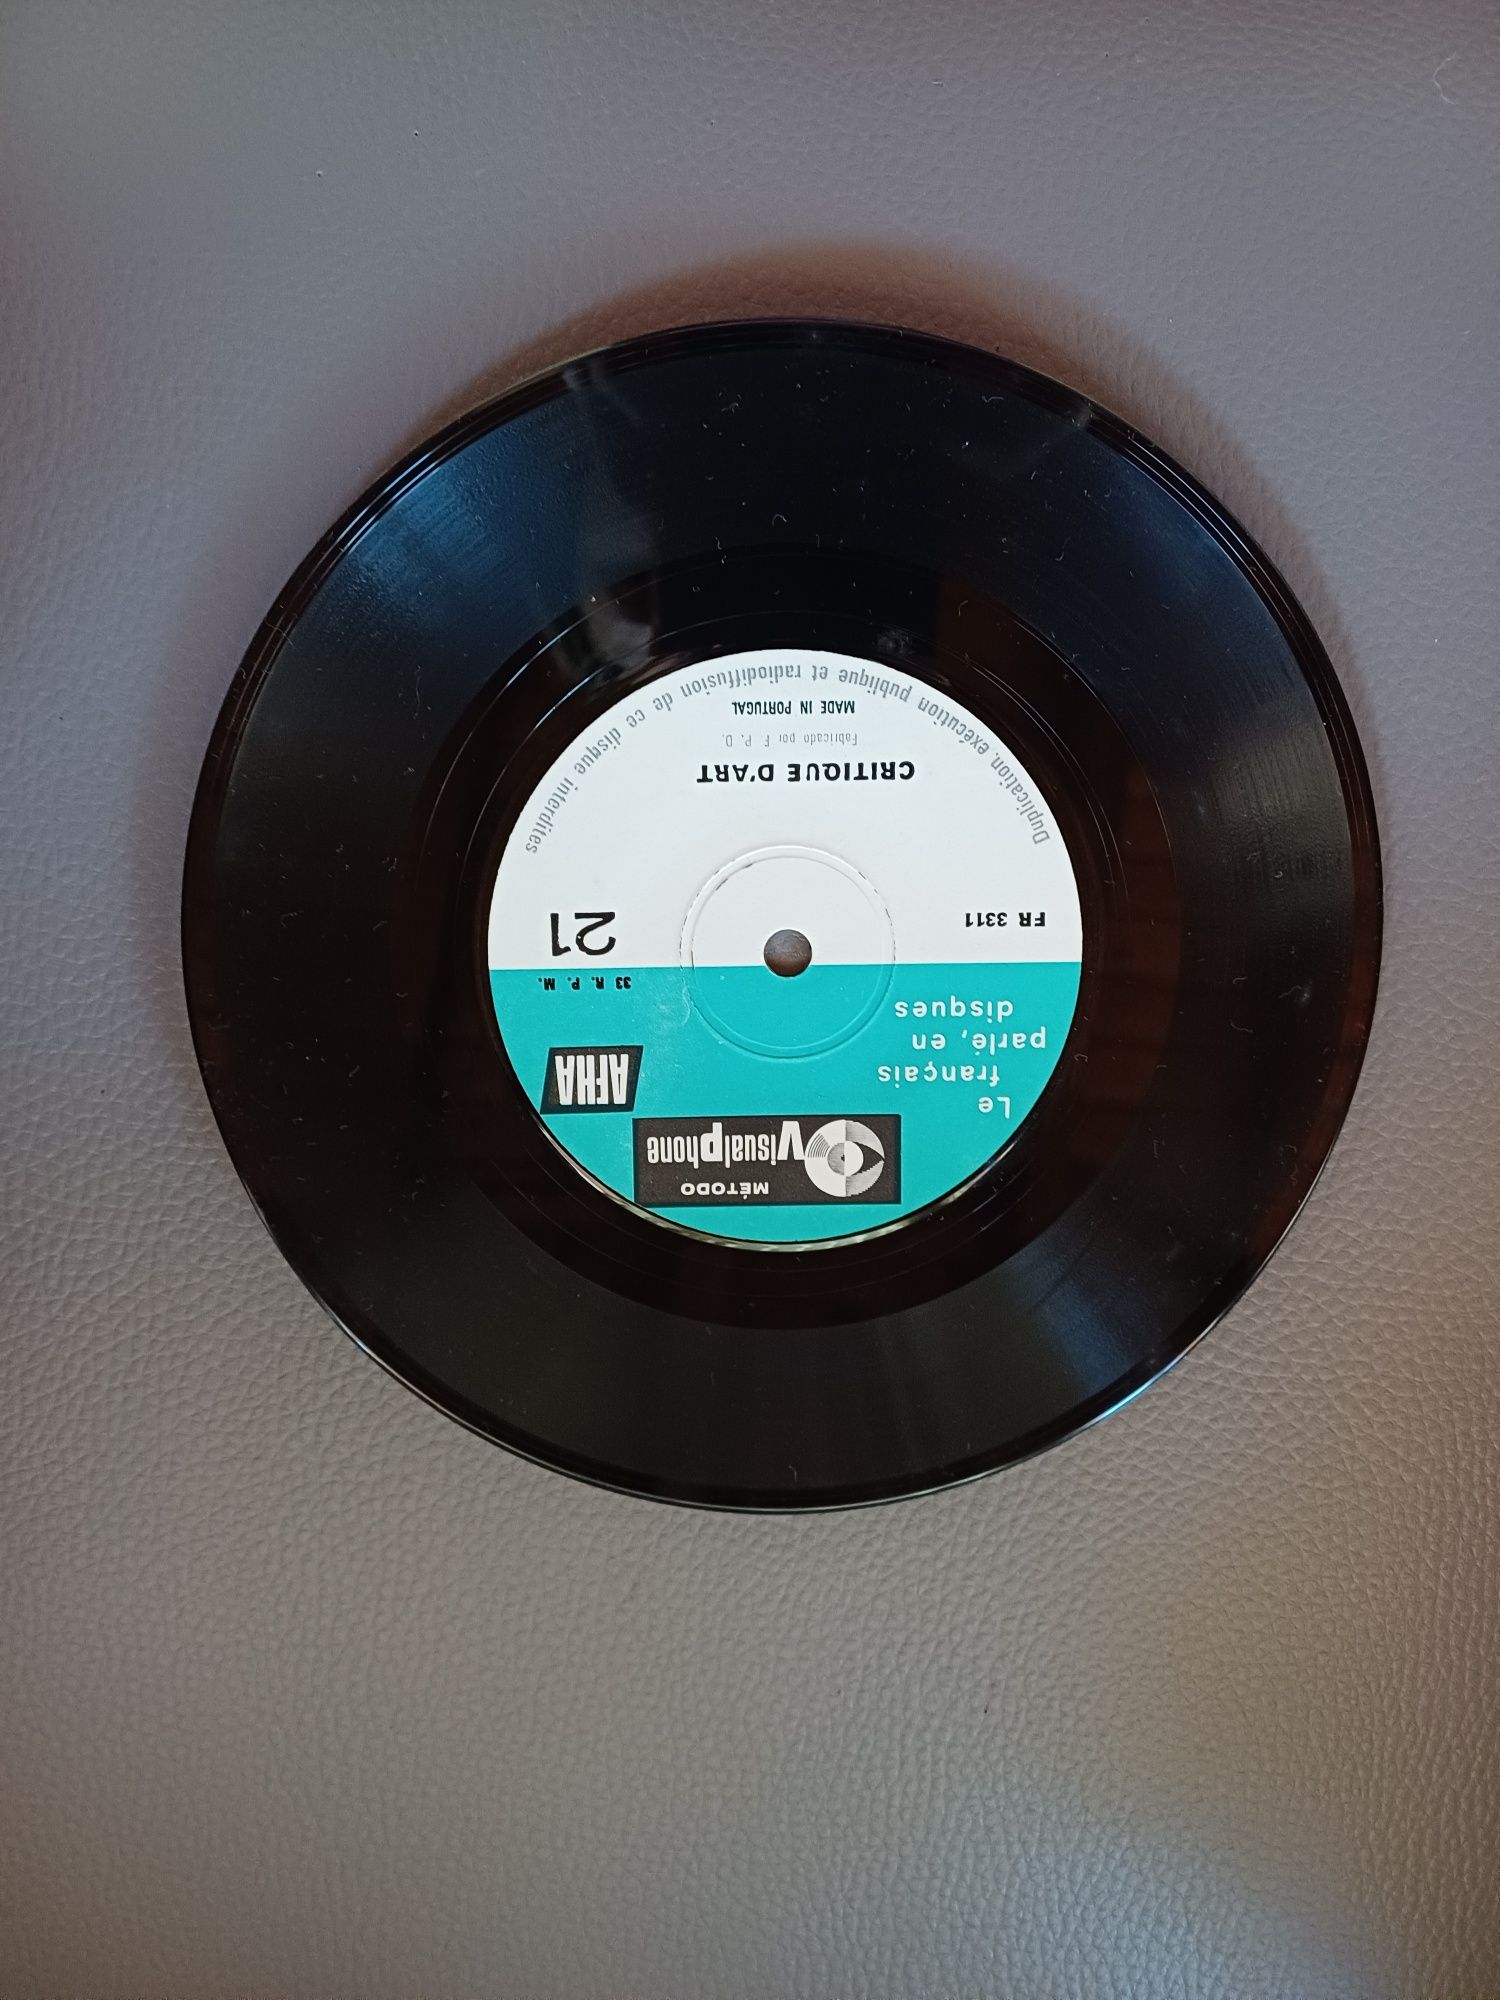 MÉTODO
Visualphone
Le
français
parlé, en
disques
AFHA
33 R. P. M.
FR 3311
21
CRITIQUE D'ART
Fabricado por F. P. D.
MADE IN PORTUGAL
Duplication, exécution publique et radiodiffusion de ce disque interdites